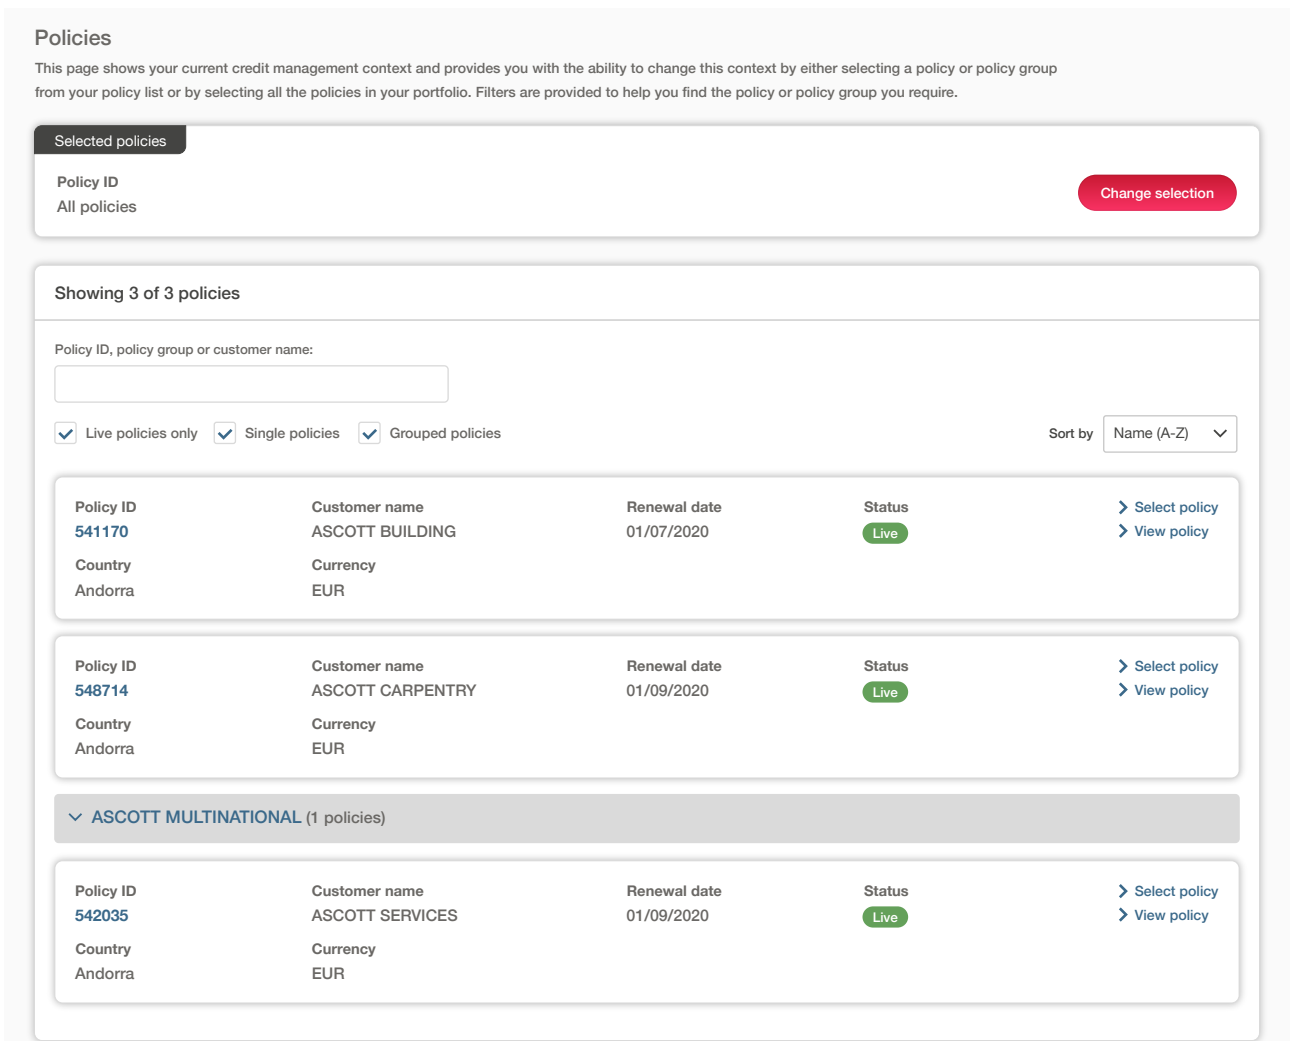 Policies
This page shows your current credit management context and provides you with the ability to change this context by either selecting a policy or policy group
from your policy list or by selecting all the policies in your portfolio. Filters are provided to help you find the policy or policy group you require.
Selected policies
Policy ID
All policies
Change selection
Showing 3 of 3 policies
Policy ID, policy group or customer name:
Live policies only Single policies Grouped policies Sort by Name (A-Z)
Policy ID Customer name Renewal date Status Select policy
541170 ASCOTT BUILDING 01/07/2020 Live View policy
Country Currency
Andorra EUR
Policy ID Customer name Renewal date Status Select policy
548714 ASCOTT CARPENTRY 01/09/2020 Live View policy
Country Currency
Andorra EUR
ASCOTT MULTINATIONAL (1 policies)
Policy ID Customer name Renewal date Status Select policy
542035 ASCOTT SERVICES 01/09/2020 Live View policy
Country Currency
Andorra EUR